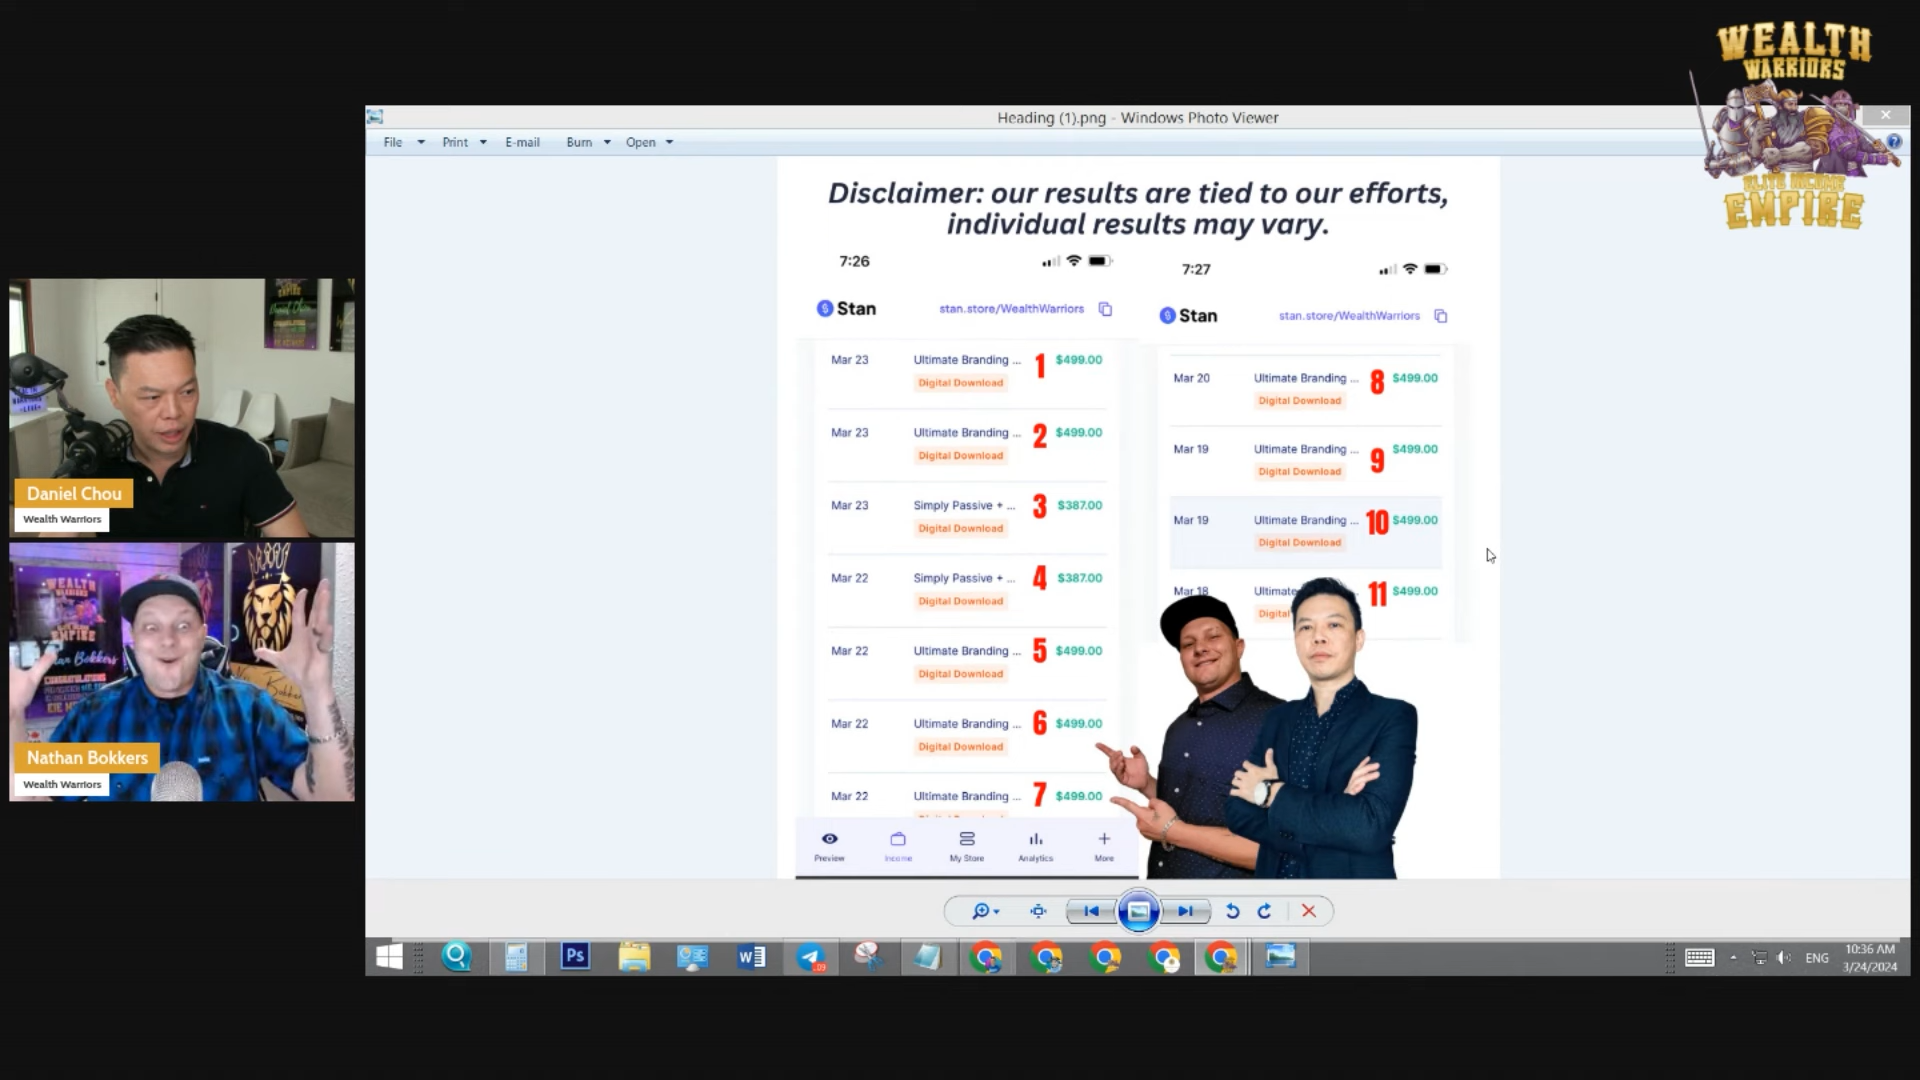 WEALTH
WARRIORS
ELITE INCOME
EMPIRE
Heading (1).png - Windows Photo Viewer
File
Print
E-mail
Burn
Open
Disclaimer: our results are tied to our efforts,
individual results may vary.
7:26
Stan
stan.store/WealthWarriors
Mar 23 Ultimate Branding ... 1 $499.00
Digital Download
Mar 23 Ultimate Branding ... 2 $499.00
Digital Download
Mar 23 Simply Passive + ... 3 $387.00
Digital Download
Mar 22 Simply Passive + ... 4 $387.00
Digital Download
Mar 22 Ultimate Branding ... 5 $499.00
Digital Download
Mar 22 Ultimate Branding ... 6 $499.00
Digital Download
Mar 22 Ultimate Branding ... 7 $499.00
Preview
Income
My Store
Analytics
More
7:27
Stan
stan.store/WealthWarriors
Mar 20 Ultimate Branding ... 8 $499.00
Digital Download
Mar 19 Ultimate Branding ... 9 $499.00
Digital Download
Mar 19 Ultimate Branding ... 10 $499.00
Digital Download
Mar 18 Ultimate 11 $499.00
Digital
Daniel Chou
Wealth Warriors
WEALTH
EMPIRE
CONGRATULATIONS
Nathan Bokkers
Wealth Warriors
Ps
W
ENG
10:36 AM
3/24/2024